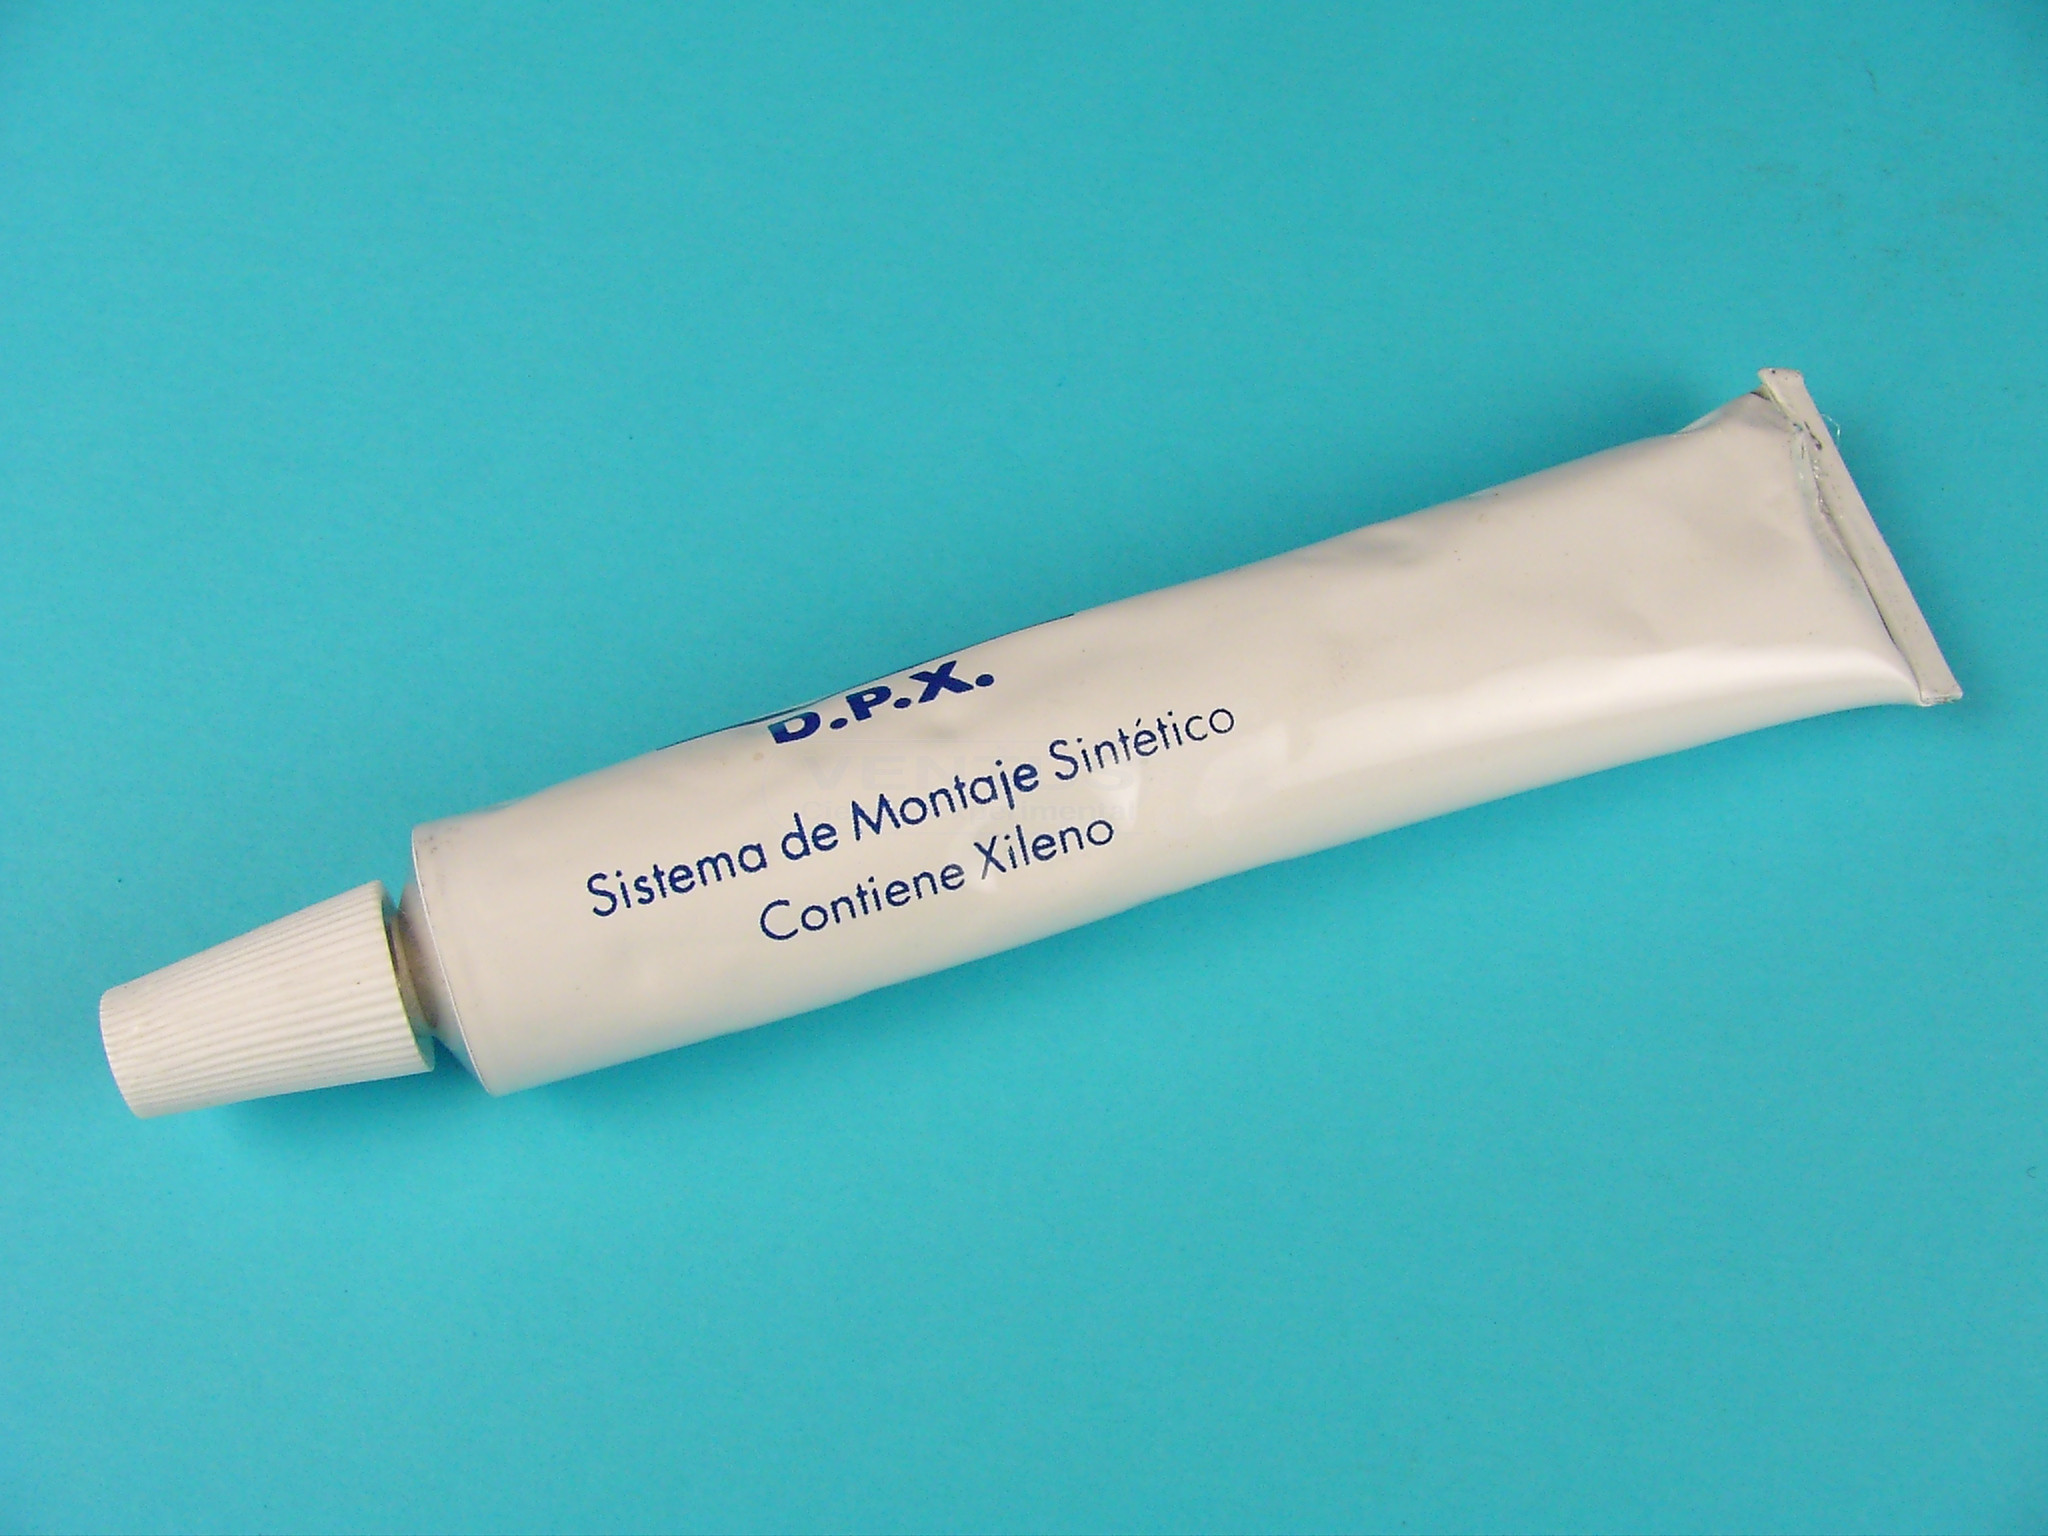 D.P.X.
Sistema de Montaje Sintético
Contiene Xileno